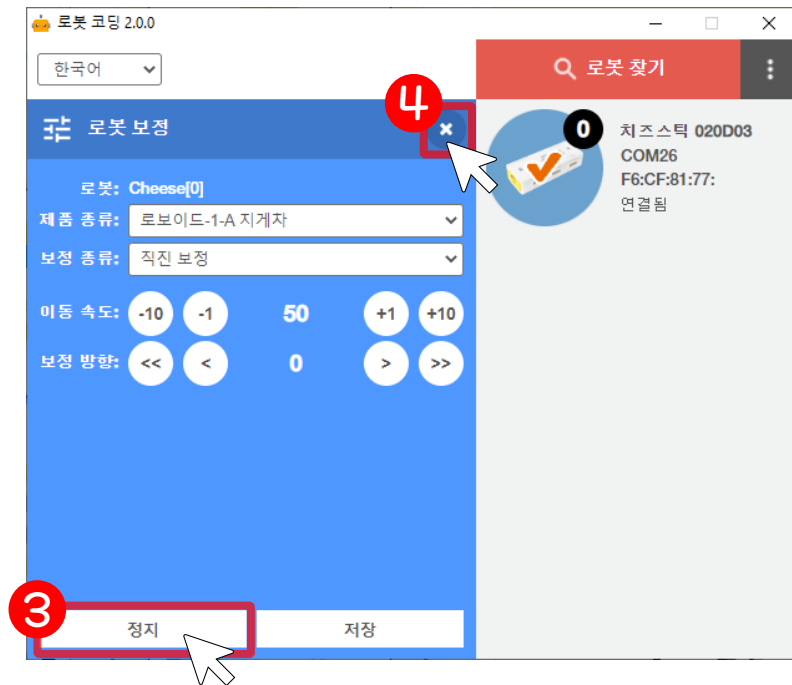 로봇 코딩 2.0.0
한국어
로봇 찾기
4
로봇 보정
0
치즈스틱 020D03
COM26
F6:CF:81:77:
연결됨
로봇: Cheese[0]
제품 종류: 로보이드-1-A 지게차
보정 종류: 직진 보정
이동 속도: -10 -1 50 +1 +10
보정 방향: << < 0 > >>
3
정지 저장